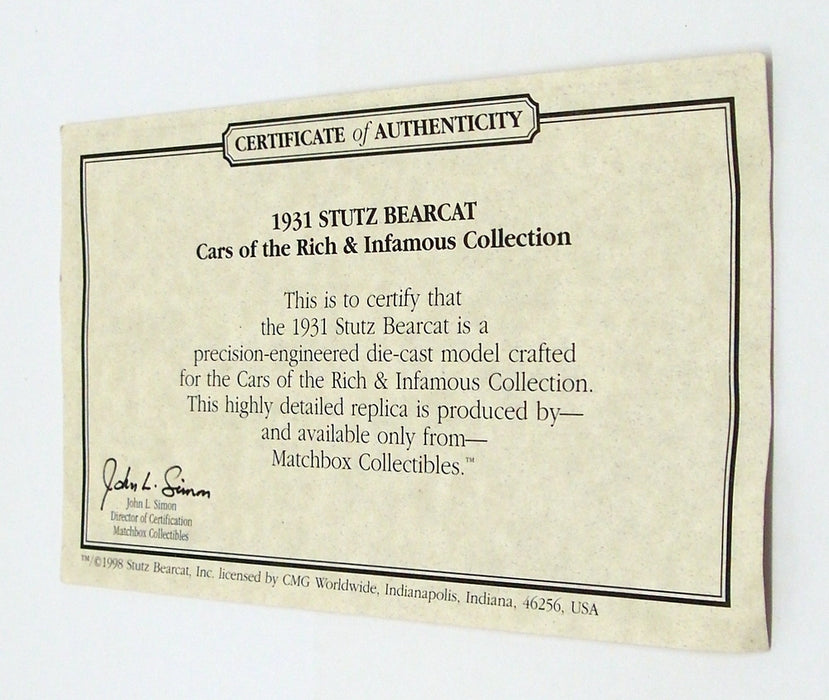 CERTIFICATE of AUTHENTICITY
1931 STUTZ BEARCAT
Cars of the Rich & Infamous Collection
This is to certify that
the 1931 Stutz Bearcat is a
precision-engineered die-cast model crafted
for the Cars of the Rich & Infamous Collection.
This highly detailed replica is produced by—
and available only from—
Matchbox Collectibles.™
John L. Simon
John L. Simon
Director of Certification
Matchbox Collectibles
™/©1998 Stutz Bearcat, Inc. licensed by CMG Worldwide, Indianapolis, Indiana, 46256, USA